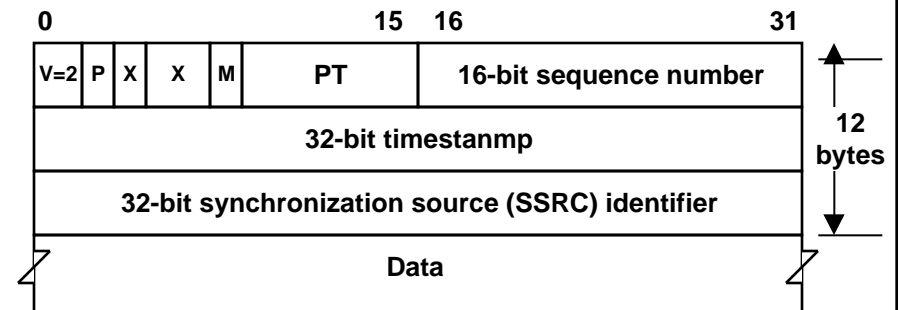 0 15 16 31
V=2 P X X M PT 16-bit sequence number
32-bit timestanmp
12
bytes
32-bit synchronization source (SSRC) identifier
Data